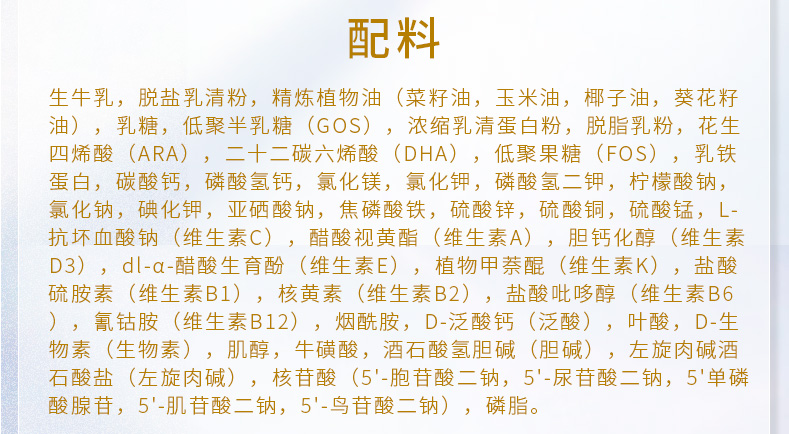 配料
生牛乳，脱盐乳清粉，精炼植物油（菜籽油，玉米油，椰子油，葵花籽
油），乳糖，低聚半乳糖（GOS），浓缩乳清蛋白粉，脱脂乳粉，花生
四烯酸（ARA），二十二碳六烯酸（DHA），低聚果糖（FOS），乳铁
蛋白，碳酸钙，磷酸氢钙，氯化镁，氯化钾，磷酸氢二钾，柠檬酸钠，
氯化钠，碘化钾，亚硒酸钠，焦磷酸铁，硫酸锌，硫酸铜，硫酸锰，L-
抗坏血酸钠（维生素C），醋酸视黄酯（维生素A），胆钙化醇（维生素
D3），dl-α-醋酸生育酚（维生素E），植物甲萘醌（维生素K），盐酸
硫胺素（维生素B1），核黄素（维生素B2），盐酸吡哆醇（维生素B6
），氰钴胺（维生素B12），烟酰胺，D-泛酸钙（泛酸），叶酸，D-生
物素（生物素），肌醇，牛磺酸，酒石酸氢胆碱（胆碱），左旋肉碱酒
石酸盐（左旋肉碱），核苷酸（5'-胞苷酸二钠，5'-尿苷酸二钠，5'单磷
酸腺苷，5'-肌苷酸二钠，5'-鸟苷酸二钠），磷脂。